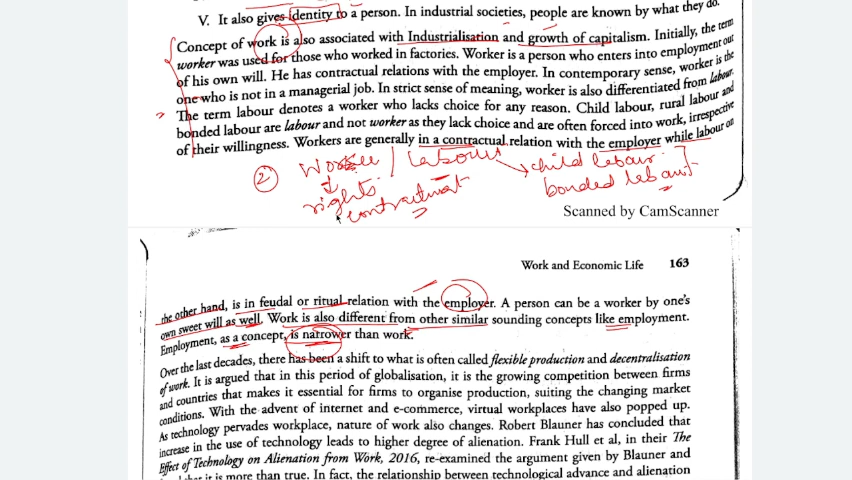 V. It also gives identity to a person. In industrial societies, people are known by what they do.
Concept of work is also associated with Industrialisation and growth of capitalism. Initially, the term
worker was used for those who worked in factories. Worker is a person who enters into employment out
of his own will. He has contractual relations with the employer. In contemporary sense, worker is the
one who is not in a managerial job. In strict sense of meaning, worker is also differentiated from labour.
The term labour denotes a worker who lacks choice for any reason. Child labour, rural labour and
bonded labour are labour and not worker as they lack choice and are often forced into work, irrespective
of their willingness. Workers are generally in a contractual relation with the employer while labour on
2 Worker / labour child labour
rights bonded labour
contractual
Scanned by CamScanner
Work and Economic Life 163
the other hand, is in feudal or ritual relation with the employer. A person can be a worker by one's
own sweet will as well. Work is also different from other similar sounding concepts like employment.
Employment, as a concept, is narrower than work.
Over the last decades, there has been a shift to what is often called flexible production and decentralisation
of work. It is argued that in this period of globalisation, it is the growing competition between firms
and countries that makes it essential for firms to organise production, suiting the changing market
conditions. With the advent of internet and e-commerce, virtual workplaces have also popped up.
As technology pervades workplace, nature of work also changes. Robert Blauner has concluded that
increase in the use of technology leads to higher degree of alienation. Frank Hull et al, in their The
Effect of Technology on Alienation from Work, 2016, re-examined the argument given by Blauner and
it is more than true. In fact, the relationship between technological advance and alienation